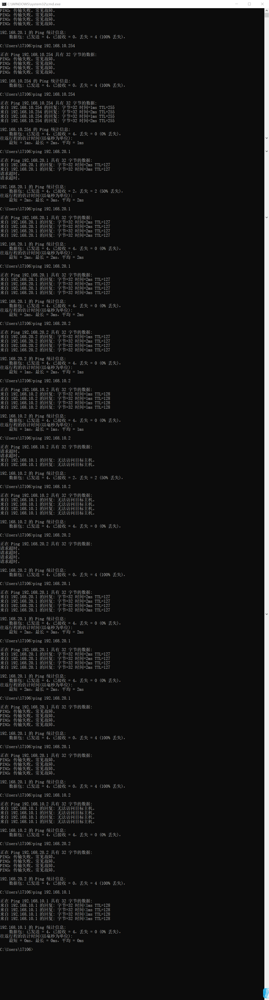 C:\WINDOWS\system32\cmd.exe
PING：传输失败。常见故障。
PING：传输失败。常见故障。
PING：传输失败。常见故障。
PING：传输失败。常见故障。
192.168.20.1 的 Ping 统计信息:
数据包: 已发送 = 4，已接收 = 0，丢失 = 4 (100% 丢失)，
C:\Users\17106>ping 192.168.10.254
正在 Ping 192.168.10.254 具有 32 字节的数据:
PING：传输失败。常见故障。
PING：传输失败。常见故障。
PING：传输失败。常见故障。
PING：传输失败。常见故障。
192.168.10.254 的 Ping 统计信息:
数据包: 已发送 = 4，已接收 = 0，丢失 = 4 (100% 丢失)，
C:\Users\17106>ping 192.168.10.254
正在 Ping 192.168.10.254 具有 32 字节的数据:
来自 192.168.10.254 的回复: 字节=32 时间=1ms TTL=255
来自 192.168.10.254 的回复: 字节=32 时间=2ms TTL=255
来自 192.168.10.254 的回复: 字节=32 时间=1ms TTL=255
来自 192.168.10.254 的回复: 字节=32 时间=2ms TTL=255
192.168.10.254 的 Ping 统计信息:
数据包: 已发送 = 4，已接收 = 4，丢失 = 0 (0% 丢失)，
往返行程的估计时间(以毫秒为单位):
最短 = 1ms，最长 = 2ms，平均 = 1ms
C:\Users\17106>ping 192.168.20.1
正在 Ping 192.168.20.1 具有 32 字节的数据:
来自 192.168.20.1 的回复: 字节=32 时间=2ms TTL=127
来自 192.168.20.1 的回复: 字节=32 时间=3ms TTL=127
请求超时。
请求超时。
192.168.20.1 的 Ping 统计信息:
数据包: 已发送 = 4，已接收 = 2，丢失 = 2 (50% 丢失)，
往返行程的估计时间(以毫秒为单位):
最短 = 2ms，最长 = 3ms，平均 = 2ms
C:\Users\17106>ping 192.168.20.1
正在 Ping 192.168.20.1 具有 32 字节的数据:
来自 192.168.20.1 的回复: 字节=32 时间=2ms TTL=127
来自 192.168.20.1 的回复: 字节=32 时间=2ms TTL=127
来自 192.168.20.1 的回复: 字节=32 时间=2ms TTL=127
来自 192.168.20.1 的回复: 字节=32 时间=2ms TTL=127
192.168.20.1 的 Ping 统计信息:
数据包: 已发送 = 4，已接收 = 4，丢失 = 0 (0% 丢失)，
往返行程的估计时间(以毫秒为单位):
最短 = 2ms，最长 = 2ms，平均 = 2ms
C:\Users\17106>ping 192.168.20.1
正在 Ping 192.168.20.1 具有 32 字节的数据:
来自 192.168.20.1 的回复: 字节=32 时间=2ms TTL=127
来自 192.168.20.1 的回复: 字节=32 时间=2ms TTL=127
来自 192.168.20.1 的回复: 字节=32 时间=2ms TTL=127
来自 192.168.20.1 的回复: 字节=32 时间=3ms TTL=127
192.168.20.1 的 Ping 统计信息:
数据包: 已发送 = 4，已接收 = 4，丢失 = 0 (0% 丢失)，
往返行程的估计时间(以毫秒为单位):
最短 = 2ms，最长 = 3ms，平均 = 2ms
C:\Users\17106>ping 192.168.20.2
正在 Ping 192.168.20.2 具有 32 字节的数据:
来自 192.168.20.2 的回复: 字节=32 时间=1ms TTL=127
来自 192.168.20.2 的回复: 字节=32 时间=2ms TTL=127
来自 192.168.20.2 的回复: 字节=32 时间=1ms TTL=127
来自 192.168.20.2 的回复: 字节=32 时间=1ms TTL=127
192.168.20.2 的 Ping 统计信息:
数据包: 已发送 = 4，已接收 = 4，丢失 = 0 (0% 丢失)，
往返行程的估计时间(以毫秒为单位):
最短 = 1ms，最长 = 2ms，平均 = 1ms
C:\Users\17106>ping 192.168.10.2
正在 Ping 192.168.10.2 具有 32 字节的数据:
来自 192.168.10.2 的回复: 字节=32 时间=1ms TTL=128
来自 192.168.10.2 的回复: 字节=32 时间=1ms TTL=128
来自 192.168.10.2 的回复: 字节=32 时间=1ms TTL=128
来自 192.168.10.2 的回复: 字节=32 时间=1ms TTL=128
192.168.10.2 的 Ping 统计信息:
数据包: 已发送 = 4，已接收 = 4，丢失 = 0 (0% 丢失)，
往返行程的估计时间(以毫秒为单位):
最短 = 1ms，最长 = 1ms，平均 = 1ms
C:\Users\17106>ping 192.168.10.2
正在 Ping 192.168.10.2 具有 32 字节的数据:
请求超时。
请求超时。
来自 192.168.10.1 的回复: 无法访问目标主机。
来自 192.168.10.1 的回复: 无法访问目标主机。
192.168.10.2 的 Ping 统计信息:
数据包: 已发送 = 4，已接收 = 2，丢失 = 2 (50% 丢失)，
C:\Users\17106>ping 192.168.10.2
正在 Ping 192.168.10.2 具有 32 字节的数据:
来自 192.168.10.1 的回复: 无法访问目标主机。
来自 192.168.10.1 的回复: 无法访问目标主机。
来自 192.168.10.1 的回复: 无法访问目标主机。
来自 192.168.10.1 的回复: 无法访问目标主机。
192.168.10.2 的 Ping 统计信息:
数据包: 已发送 = 4，已接收 = 4，丢失 = 0 (0% 丢失)，
C:\Users\17106>ping 192.168.20.2
正在 Ping 192.168.20.2 具有 32 字节的数据:
请求超时。
请求超时。
请求超时。
请求超时。
192.168.20.2 的 Ping 统计信息:
数据包: 已发送 = 4，已接收 = 0，丢失 = 4 (100% 丢失)，
C:\Users\17106>ping 192.168.20.1
正在 Ping 192.168.20.1 具有 32 字节的数据:
来自 192.168.20.1 的回复: 字节=32 时间=2ms TTL=127
来自 192.168.20.1 的回复: 字节=32 时间=2ms TTL=127
来自 192.168.20.1 的回复: 字节=32 时间=3ms TTL=127
来自 192.168.20.1 的回复: 字节=32 时间=3ms TTL=127
192.168.20.1 的 Ping 统计信息:
数据包: 已发送 = 4，已接收 = 4，丢失 = 0 (0% 丢失)，
往返行程的估计时间(以毫秒为单位):
最短 = 2ms，最长 = 3ms，平均 = 2ms
C:\Users\17106>ping 192.168.20.1
正在 Ping 192.168.20.1 具有 32 字节的数据:
来自 192.168.20.1 的回复: 字节=32 时间=2ms TTL=127
来自 192.168.20.1 的回复: 字节=32 时间=2ms TTL=127
来自 192.168.20.1 的回复: 字节=32 时间=2ms TTL=127
来自 192.168.20.1 的回复: 字节=32 时间=2ms TTL=127
192.168.20.1 的 Ping 统计信息:
数据包: 已发送 = 4，已接收 = 4，丢失 = 0 (0% 丢失)，
往返行程的估计时间(以毫秒为单位):
最短 = 2ms，最长 = 2ms，平均 = 2ms
C:\Users\17106>ping 192.168.20.1
正在 Ping 192.168.20.1 具有 32 字节的数据:
PING：传输失败。常见故障。
PING：传输失败。常见故障。
PING：传输失败。常见故障。
PING：传输失败。常见故障。
192.168.20.1 的 Ping 统计信息:
数据包: 已发送 = 4，已接收 = 0，丢失 = 4 (100% 丢失)，
C:\Users\17106>ping 192.168.20.1
正在 Ping 192.168.20.1 具有 32 字节的数据:
PING：传输失败。常见故障。
PING：传输失败。常见故障。
PING：传输失败。常见故障。
PING：传输失败。常见故障。
192.168.20.1 的 Ping 统计信息:
数据包: 已发送 = 4，已接收 = 0，丢失 = 4 (100% 丢失)，
C:\Users\17106>ping 192.168.10.2
正在 Ping 192.168.10.2 具有 32 字节的数据:
来自 192.168.10.1 的回复: 无法访问目标主机。
来自 192.168.10.1 的回复: 无法访问目标主机。
来自 192.168.10.1 的回复: 无法访问目标主机。
来自 192.168.10.1 的回复: 无法访问目标主机。
192.168.10.2 的 Ping 统计信息:
数据包: 已发送 = 4，已接收 = 4，丢失 = 0 (0% 丢失)，
C:\Users\17106>ping 192.168.20.2
正在 Ping 192.168.20.2 具有 32 字节的数据:
PING：传输失败。常见故障。
PING：传输失败。常见故障。
PING：传输失败。常见故障。
PING：传输失败。常见故障。
192.168.20.2 的 Ping 统计信息:
数据包: 已发送 = 4，已接收 = 0，丢失 = 4 (100% 丢失)，
C:\Users\17106>ping 192.168.10.1
正在 Ping 192.168.10.1 具有 32 字节的数据:
来自 192.168.10.1 的回复: 字节=32 时间<1ms TTL=128
来自 192.168.10.1 的回复: 字节=32 时间<1ms TTL=128
来自 192.168.10.1 的回复: 字节=32 时间<1ms TTL=128
来自 192.168.10.1 的回复: 字节=32 时间<1ms TTL=128
192.168.10.1 的 Ping 统计信息:
数据包: 已发送 = 4，已接收 = 4，丢失 = 0 (0% 丢失)，
往返行程的估计时间(以毫秒为单位):
最短 = 0ms，最长 = 0ms，平均 = 0ms
C:\Users\17106>